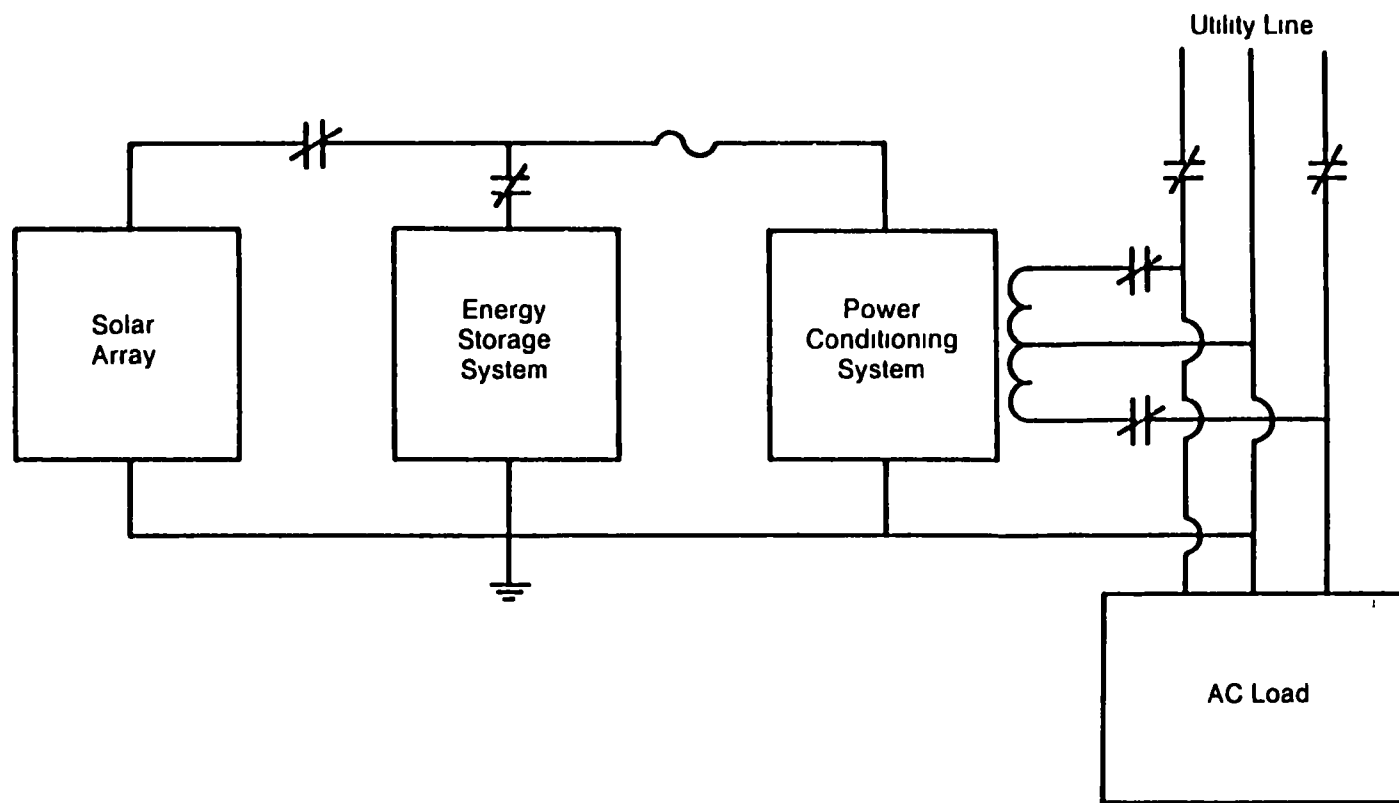 Utility Line
Solar
Array
Energy
Storage
System
Power
Conditioning
System
AC Load